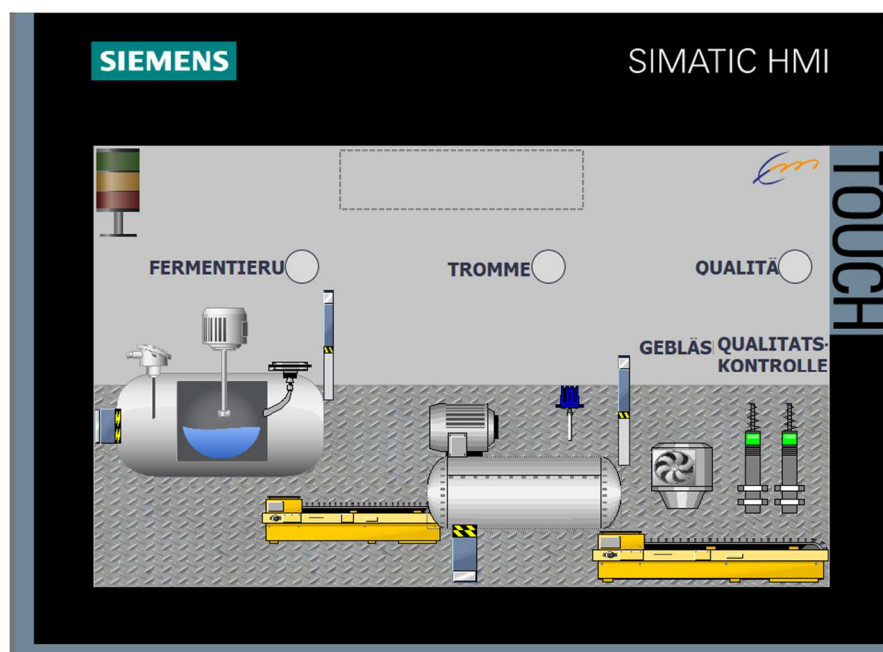 SIEMENS
SIMATIC HMI
TOUCH
FERMENTIERU
TROMME
QUALITÄ
GEBLÄS
QUALITATS-
KONTROLLE